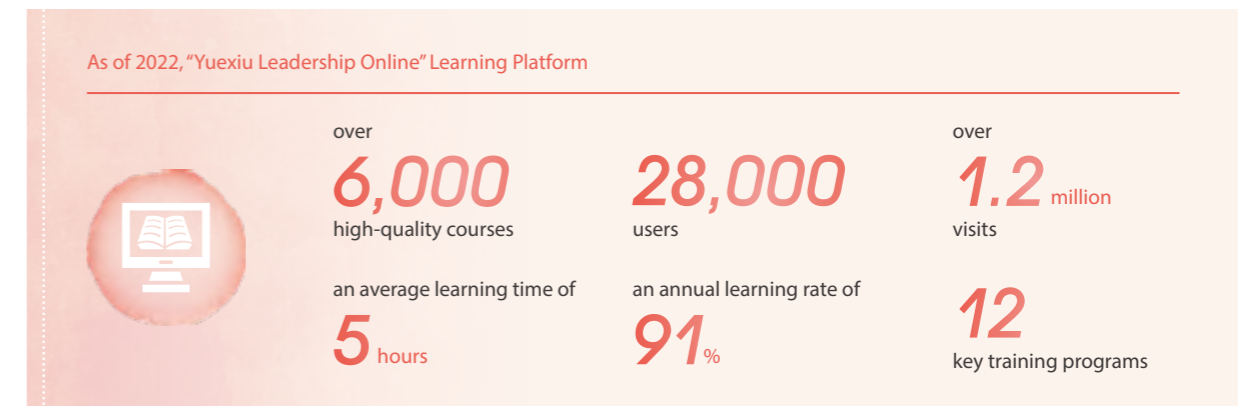 As of 2022, “Yuexiu Leadership Online” Learning Platform
over
6,000
high-quality courses
28,000
users
over
1.2 million
visits
an average learning time of
5 hours
an annual learning rate of
91%
12
key training programs